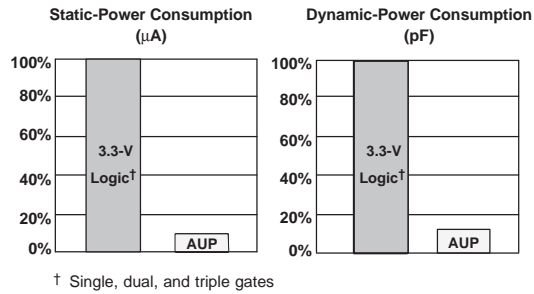 Static-Power Consumption
(μA)
100%
80%
60%
40%
20%
0%
3.3-V
Logic†
AUP
Dynamic-Power Consumption
(pF)
100%
80%
60%
40%
20%
0%
3.3-V
Logic†
AUP
† Single, dual, and triple gates